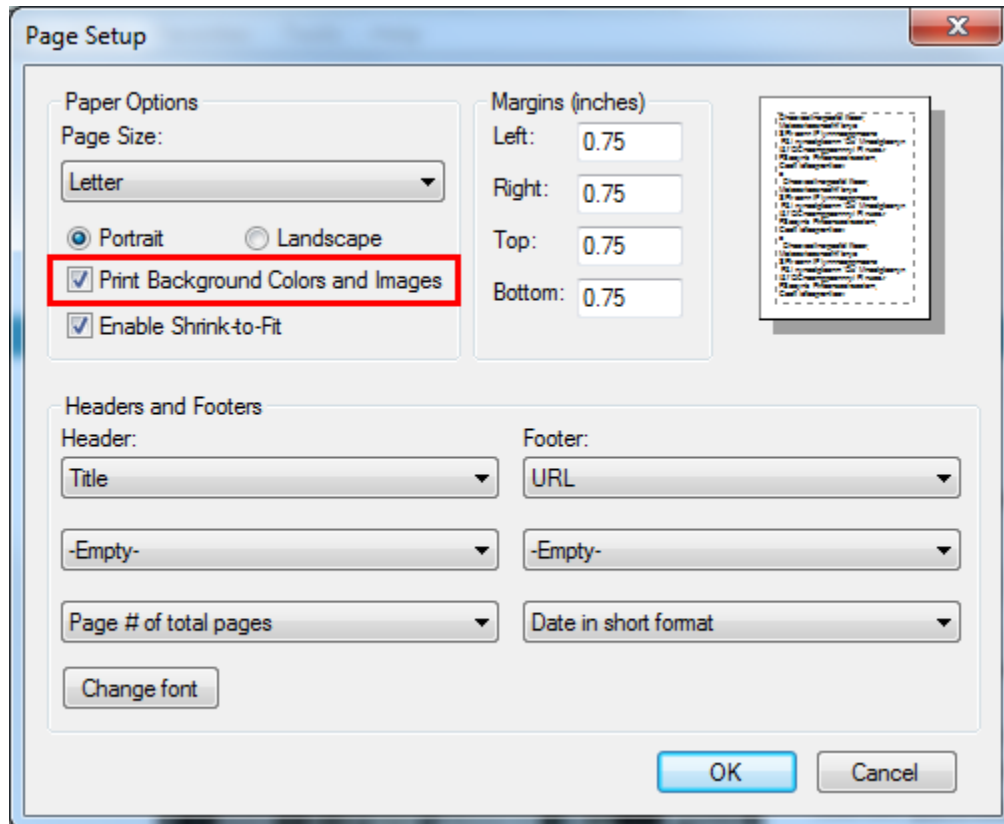 Page Setup
Paper Options
Page Size:
Letter
Portrait Landscape
Print Background Colors and Images
Enable Shrink-to-Fit
Margins (inches)
Left: 0.75
Right: 0.75
Top: 0.75
Bottom: 0.75
Headers and Footers
Header: Footer:
Title URL
-Empty- -Empty-
Page # of total pages Date in short format
Change font
OK Cancel